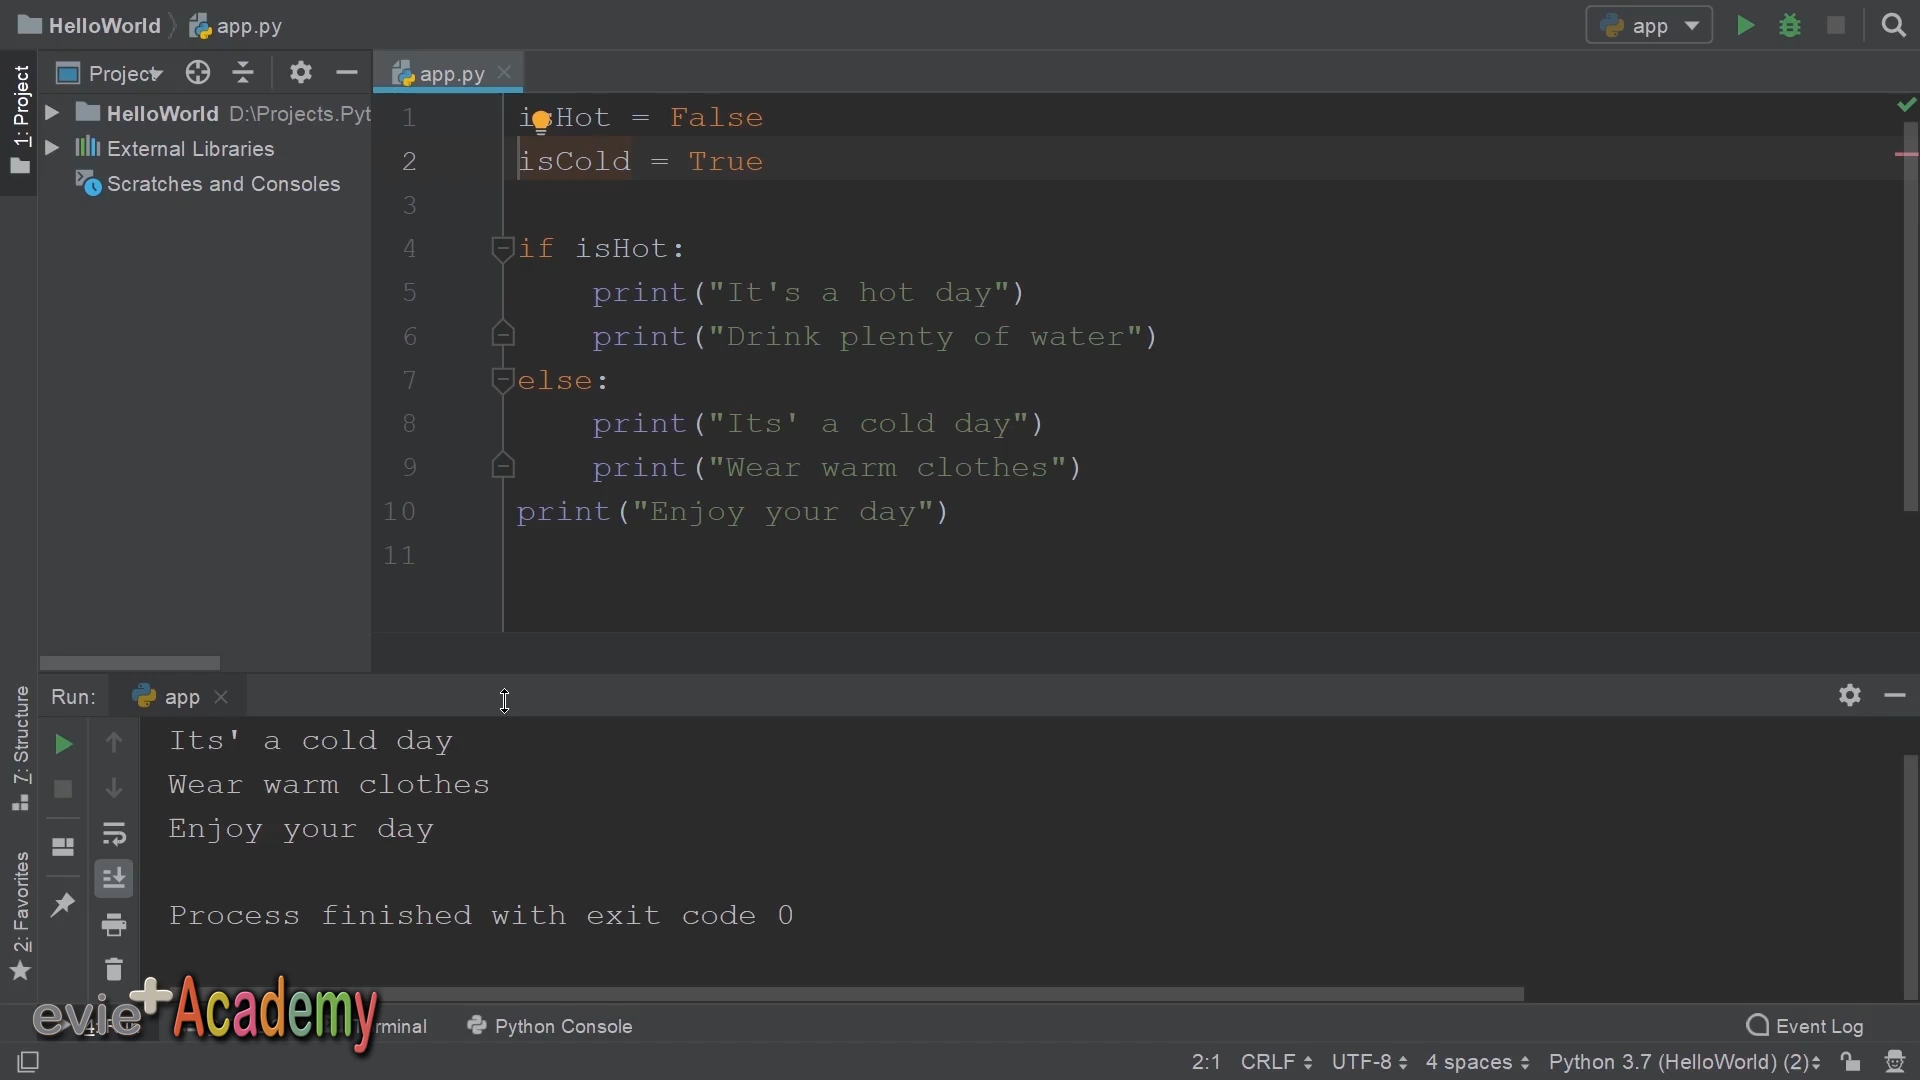 HelloWorld app.py
app
1: Project
Project
HelloWorld D:\Projects.Pyt
External Libraries
Scratches and Consoles
app.py
1 isHot = False
2 isCold = True
3
4 if isHot:
5 print("It's a hot day")
6 print("Drink plenty of water")
7 else:
8 print("Its' a cold day")
9 print("Wear warm clothes")
10 print("Enjoy your day")
11
7: Structure
2: Favorites
Run: app
Its' a cold day
Wear warm clothes
Enjoy your day
Process finished with exit code 0
evie+Academy
Python Console
Event Log
2:1 CRLF UTF-8 4 spaces Python 3.7 (HelloWorld) (2)